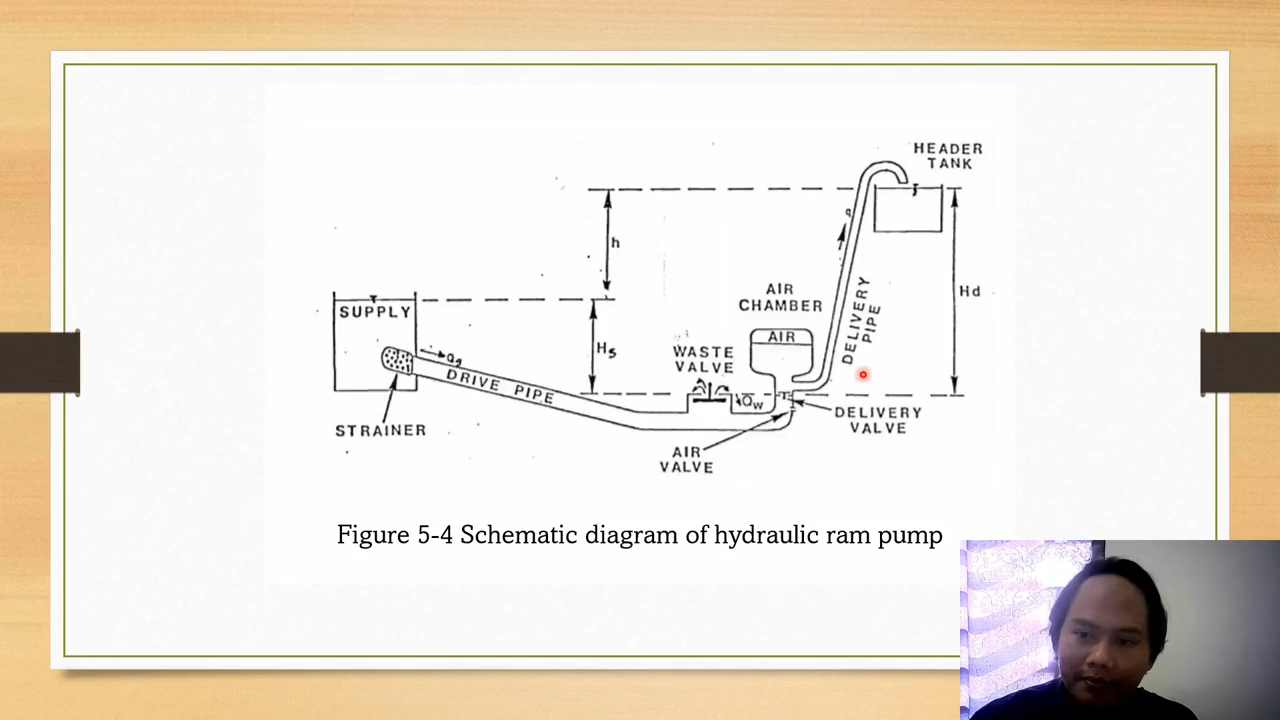 HEADER
TANK
h
q
Hd
AIR
CHAMBER
AIR
DELIVERY
PIPE
SUPPLY
Hs
Qs
DRIVE PIPE
WASTE
VALVE
Qw
STRAINER
DELIVERY
VALVE
AIR
VALVE
Figure 5-4 Schematic diagram of hydraulic ram pump